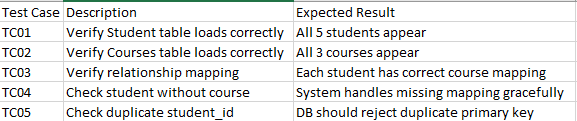 Test Case Description Expected Result
TC01 Verify Student table loads correctly All 5 students appear
TC02 Verify Courses table loads correctly All 3 courses appear
TC03 Verify relationship mapping Each student has correct course mapping
TC04 Check student without course System handles missing mapping gracefully
TC05 Check duplicate student_id DB should reject duplicate primary key